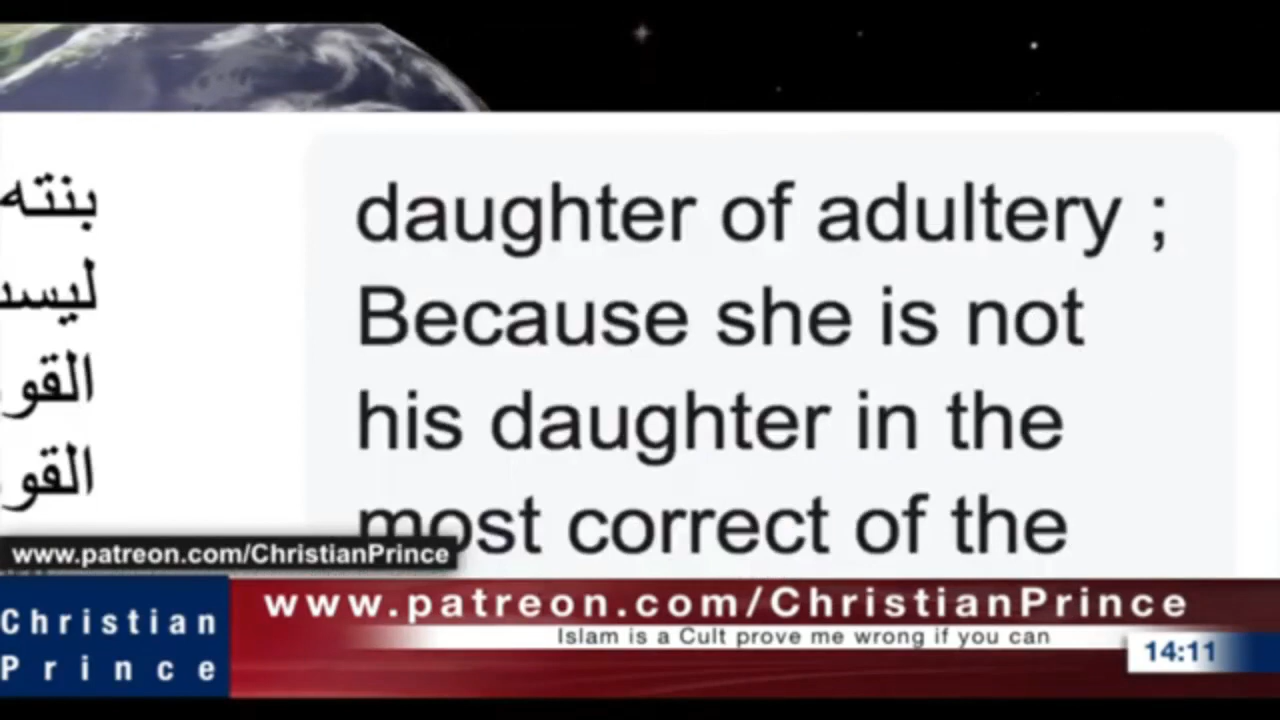 بنته
ليسد
القو
القو
daughter of adultery ;
Because she is not
his daughter in the
most correct of the
www.patreon.com/ChristianPrince
www.patreon.com/ChristianPrince
Islam is a Cult prove me wrong if you can
Christian
Prince
14:11